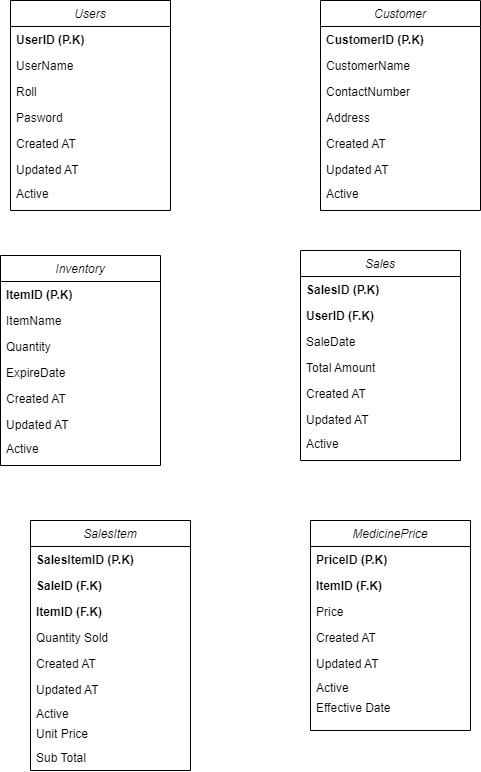 Users
UserID (P.K)
UserName
Roll
Pasword
Created AT
Updated AT
Active
Customer
CustomerID (P.K)
CustomerName
ContactNumber
Address
Created AT
Updated AT
Active
Inventory
ItemID (P.K)
ItemName
Quantity
ExpireDate
Created AT
Updated AT
Active
Sales
SalesID (P.K)
UserID (F.K)
SaleDate
Total Amount
Created AT
Updated AT
Active
SalesItem
SalesItemID (P.K)
SaleID (F.K)
ItemID (F.K)
Quantity Sold
Created AT
Updated AT
Active
Unit Price
Sub Total
MedicinePrice
PriceID (P.K)
ItemID (F.K)
Price
Created AT
Updated AT
Active
Effective Date